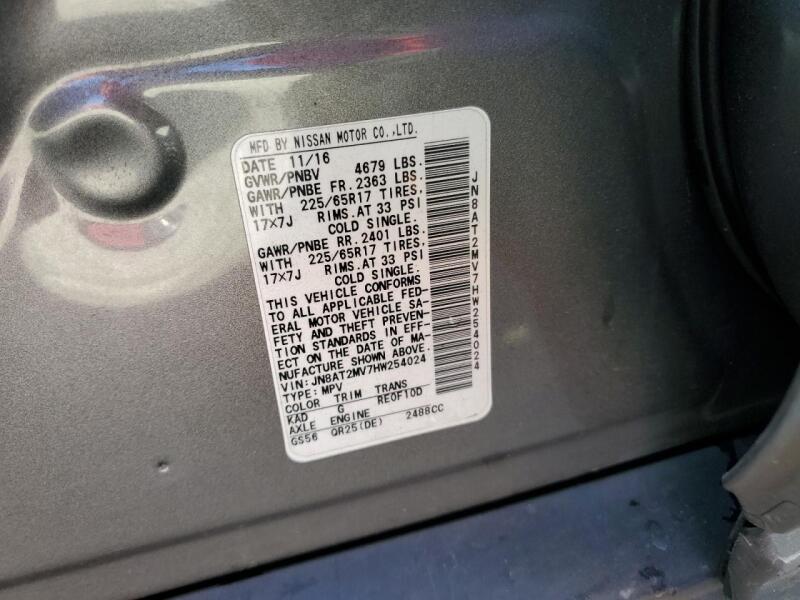 MFD BY NISSAN MOTOR CO.,LTD.
DATE 11/16
GVWR/PNBV 4679 LBS.
GAWR/PNBE FR. 2363 LBS.
WITH 225/65R17 TIRES,
17X7J RIMS.AT 33 PSI
COLD SINGLE.
GAWR/PNBE RR. 2401 LBS.
WITH 225/65R17 TIRES,
17X7J RIMS.AT 33 PSI
COLD SINGLE.
THIS VEHICLE CONFORMS
TO ALL APPLICABLE FED-
ERAL MOTOR VEHICLE SA-
FETY AND THEFT PREVEN-
TION STANDARDS IN EFF-
ECT ON THE DATE OF MA-
NUFACTURE SHOWN ABOVE.
VIN: JN8AT2MV7HW254024
TYPE: MPV
COLOR TRIM TRANS
KAD G RE0F10D
AXLE ENGINE
GS56 QR25(DE) 2488CC
JN8AT2MV7HW254024